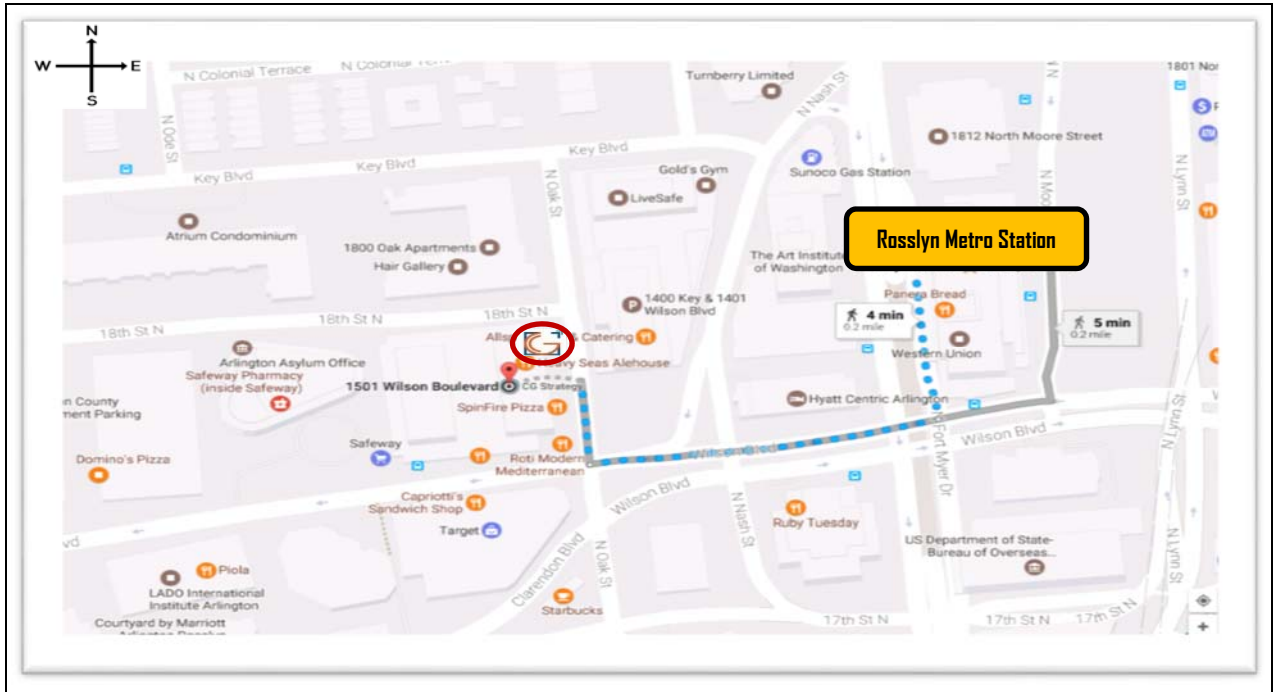 N
W
E
S
N Colonial Terrace
Turnberry Limited
N Nash St
1801 Nor
N Ode St
1812 North Moore Street
Key Blvd
Key Blvd
Gold's Gym
Sunoco Gas Station
N Lynn St
N Oak St
LiveSafe
Atrium Condominium
Rosslyn Metro Station
1800 Oak Apartments
Hair Gallery
The Art Institute
of Washington
1400 Key & 1401
Wilson Blvd
Panera Bread
18th St N
18th St N
18th St N
4 min
0.2 mile
5 min
0.2 mile
& Catering
Western Union
Arlington Asylum Office
Heavy Seas Alehouse
Safeway Pharmacy
(inside Safeway)
1501 Wilson Boulevard
CG Strategy
Hyatt Centric Arlington
n County
ment Parking
SpinFire Pizza
N Lynn St
Safeway
Wilson Blvd
N Fort Myer Dr
Wilson Blvd
Domino's Pizza
Roti Modern
Mediterranean
Wilson Blvd
Capriotti's
Sandwich Shop
N Nash St
Ruby Tuesday
Target
US Department of State-
Bureau of Overseas...
N Oak St
Clarendon Blvd
N Lynn St
Piola
LADO International
Institute Arlington
Starbucks
Courtyard by Marriott
17th St N
17th St N
17th St N